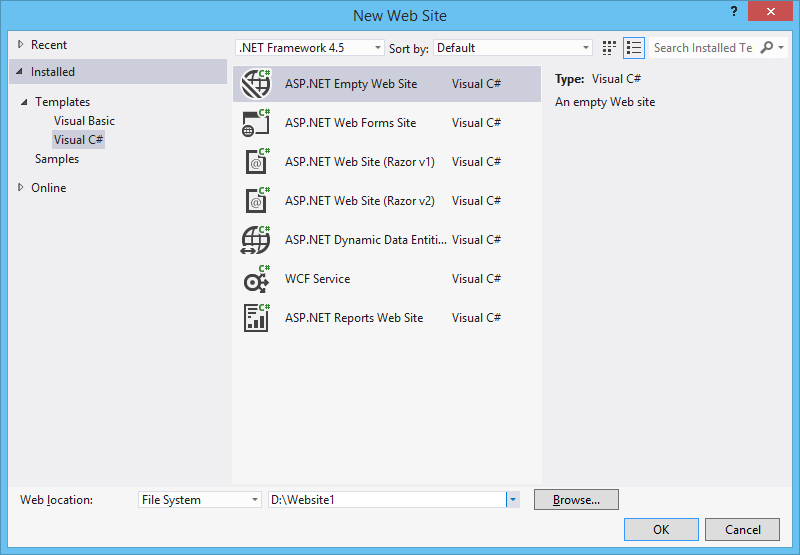 New Web Site
?
Recent
Installed
Templates
Visual Basic
Visual C#
Samples
Online
.NET Framework 4.5 Sort by: Default Search Installed Te
C# ASP.NET Empty Web Site Visual C#
C# ASP.NET Web Forms Site Visual C#
C# @ ASP.NET Web Site (Razor v1) Visual C#
C# @ ASP.NET Web Site (Razor v2) Visual C#
C# ASP.NET Dynamic Data Entiti... Visual C#
C# WCF Service Visual C#
C# ASP.NET Reports Web Site Visual C#
Type: Visual C#
An empty Web site
Web location: File System D:\Website1 Browse...
OK Cancel